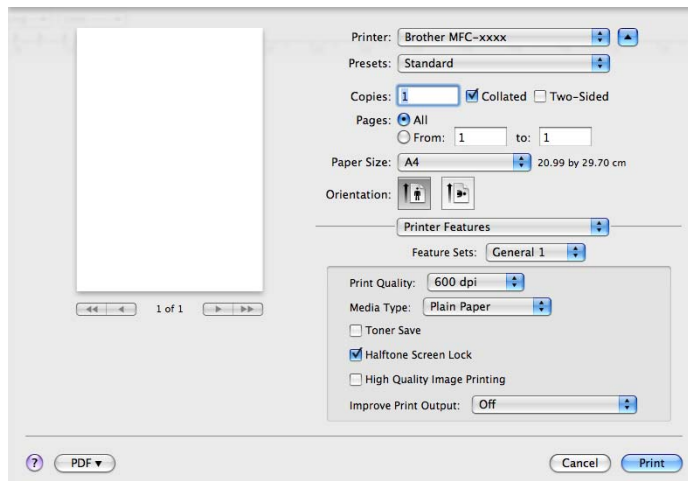 Printer: Brother MFC-xxxx
Presets: Standard
Copies: 1 Collated Two-Sided
Pages: All
From: 1 to: 1
Paper Size: A4 20.99 by 29.70 cm
Orientation:
Printer Features
Feature Sets: General 1
Print Quality: 600 dpi
Media Type: Plain Paper
Toner Save
Halftone Screen Lock
High Quality Image Printing
Improve Print Output: Off
1 of 1
? PDF▼ Cancel Print